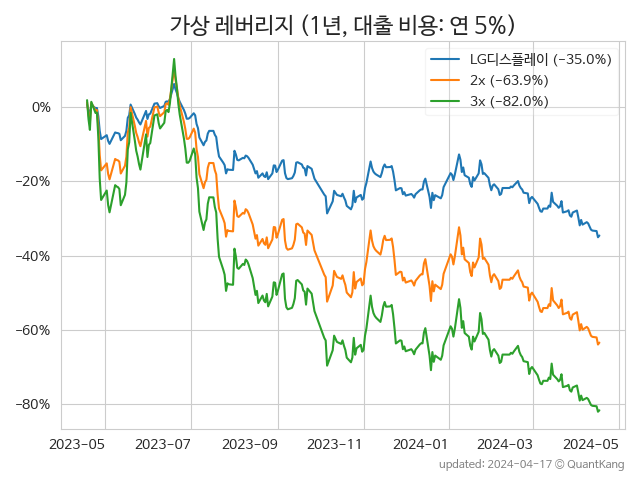 가상 레버리지 (1년, 대출 비용: 연 5%)
LG디스플레이 (−35.0%)
2x (−63.9%)
3x (−82.0%)
0%
−20%
−40%
−60%
−80%
2023-05 2023-07 2023-09 2023-11 2024-01 2024-03 2024-05
updated: 2024-04-17 © QuantKang